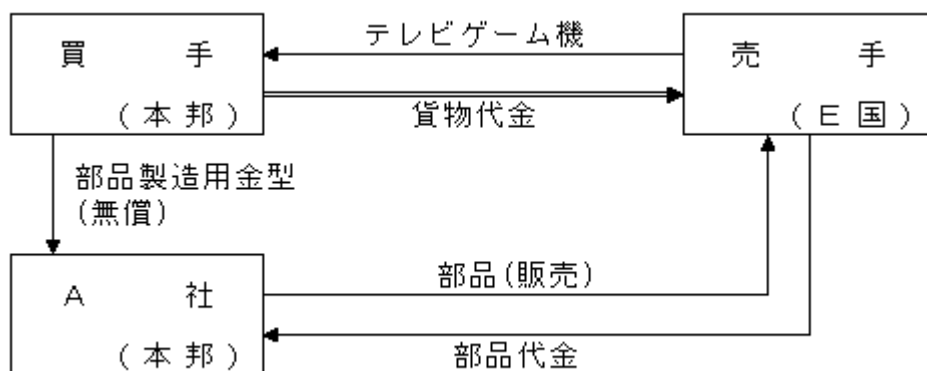 テレビゲーム機
買 手
(本邦)
売 手
(E国)
貨物代金
部品製造用金型
(無償)
A 社
(本邦)
部品(販売)
部品代金